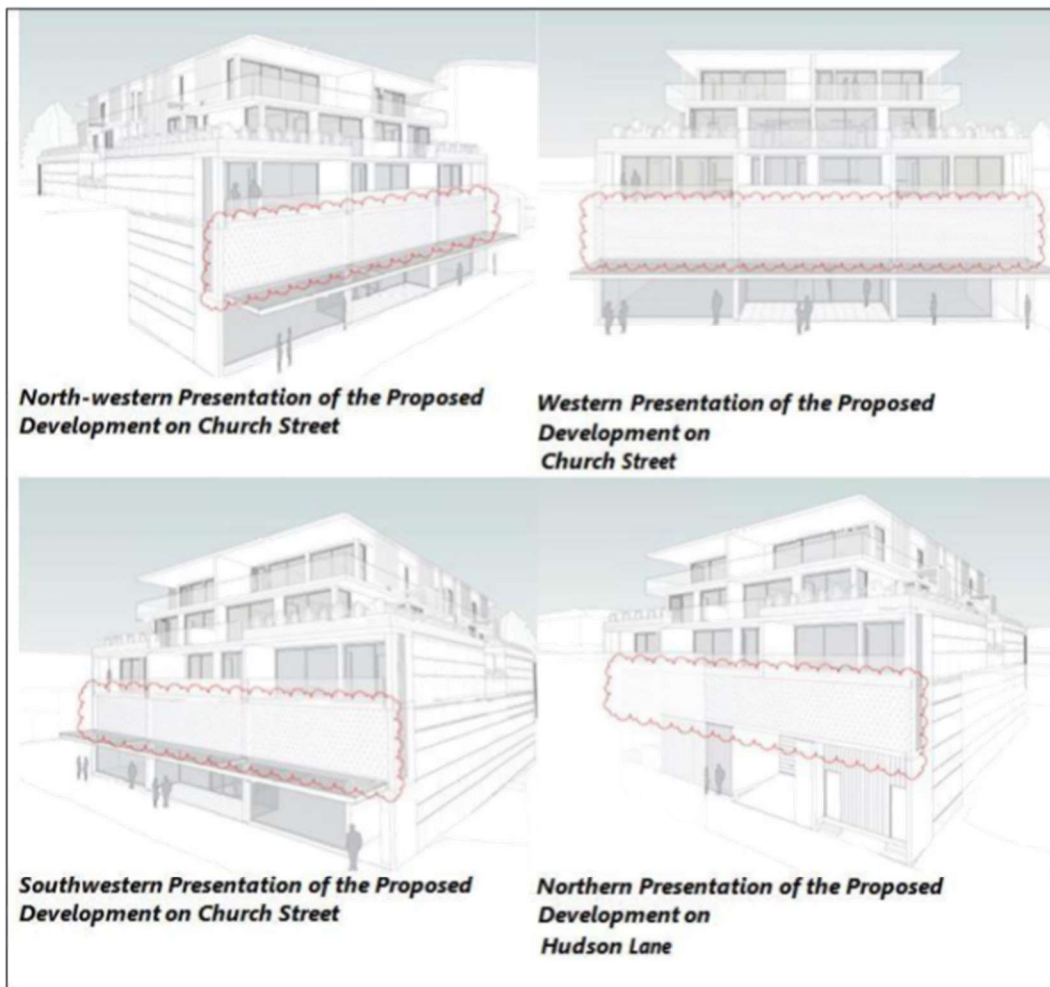 North-western Presentation of the Proposed
Development on Church Street
Western Presentation of the Proposed
Development on
Church Street
Southwestern Presentation of the Proposed
Development on Church Street
Northern Presentation of the Proposed
Development on
Hudson Lane